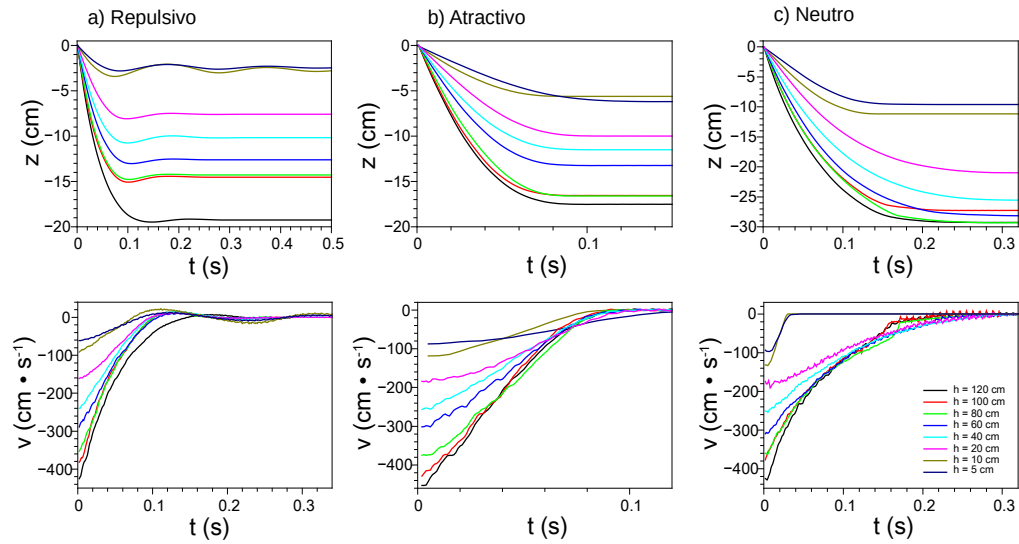 a) Repulsivo
b) Atractivo
c) Neutro
0
−5
−10
−15
−20
z (cm)
0 0.1 0.2 0.3 0.4 0.5
t (s)
0
−5
−10
−15
−20
z (cm)
0 0.1
t (s)
0
−5
−10
−15
−20
−25
−30
z (cm)
0 0.1 0.2 0.3
t (s)
0
−100
−200
−300
−400
v (cm • s⁻¹)
0 0.1 0.2 0.3
t (s)
0
−100
−200
−300
−400
v (cm • s⁻¹)
0 0.1
t (s)
0
−100
−200
−300
−400
v (cm • s⁻¹)
0 0.1 0.2 0.3
t (s)
h = 120 cm
h = 100 cm
h = 80 cm
h = 60 cm
h = 40 cm
h = 20 cm
h = 10 cm
h = 5 cm